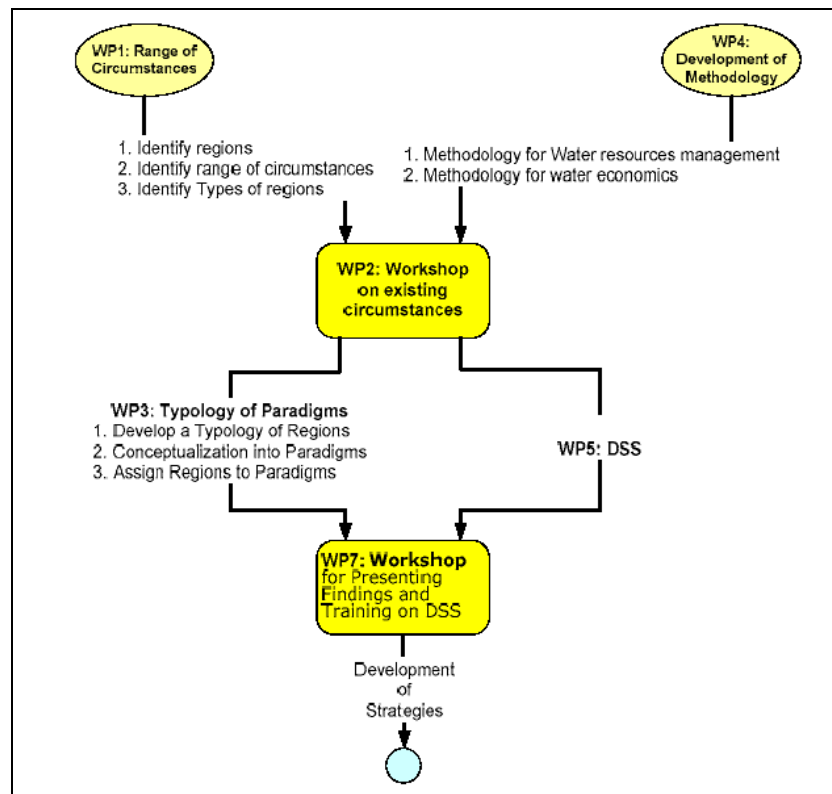 WP1: Range of
Circumstances
WP4:
Development of
Methodology
1. Identify regions
2. Identify range of circumstances
3. Identify Types of regions
1. Methodology for Water resources management
2. Methodology for water economics
WP2: Workshop
on existing
circumstances
WP3: Typology of Paradigms
1. Develop a Typology of Regions
2. Conceptualization into Paradigms
3. Assign Regions to Paradigms
WP5: DSS
WP7: Workshop
for Presenting
Findings and
Training on DSS
Development
of
Strategies